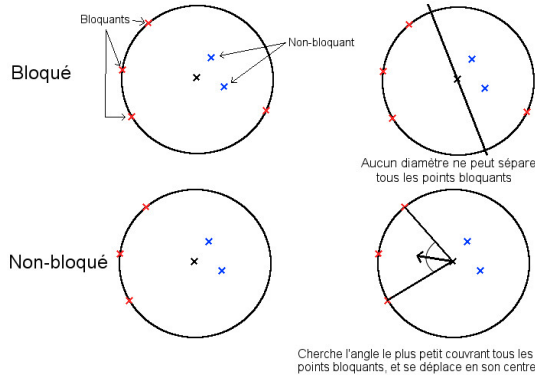 Bloquants
Non-bloquant
Bloqué
Aucun diamètre ne peut sépare
tous les points bloquants
Non-bloqué
Cherche l'angle le plus petit couvrant tous les
points bloquants, et se déplace en son centre